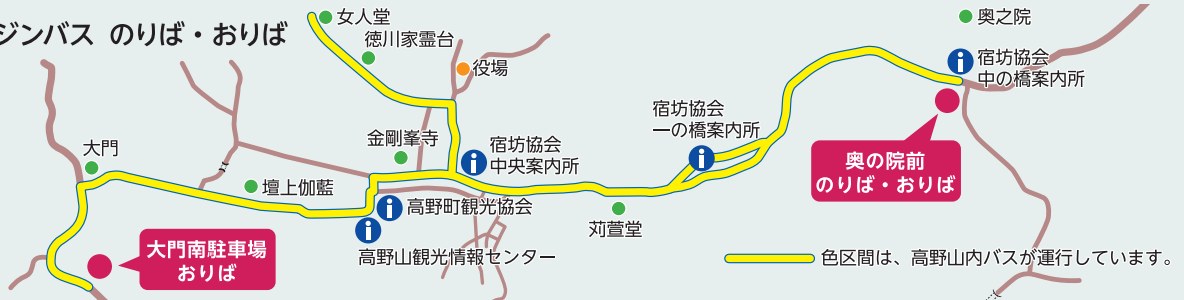 ジンバス のりば・おりば
女人堂
徳川家霊台
役場
奥之院
宿坊協会
中の橋案内所
宿坊協会
一の橋案内所
金剛峯寺
宿坊協会
中央案内所
大門
壇上伽藍
高野町観光協会
高野山観光情報センター
苅萱堂
奥の院前
のりば・おりば
大門南駐車場
おりば
色区間は、高野山内バスが運行しています。